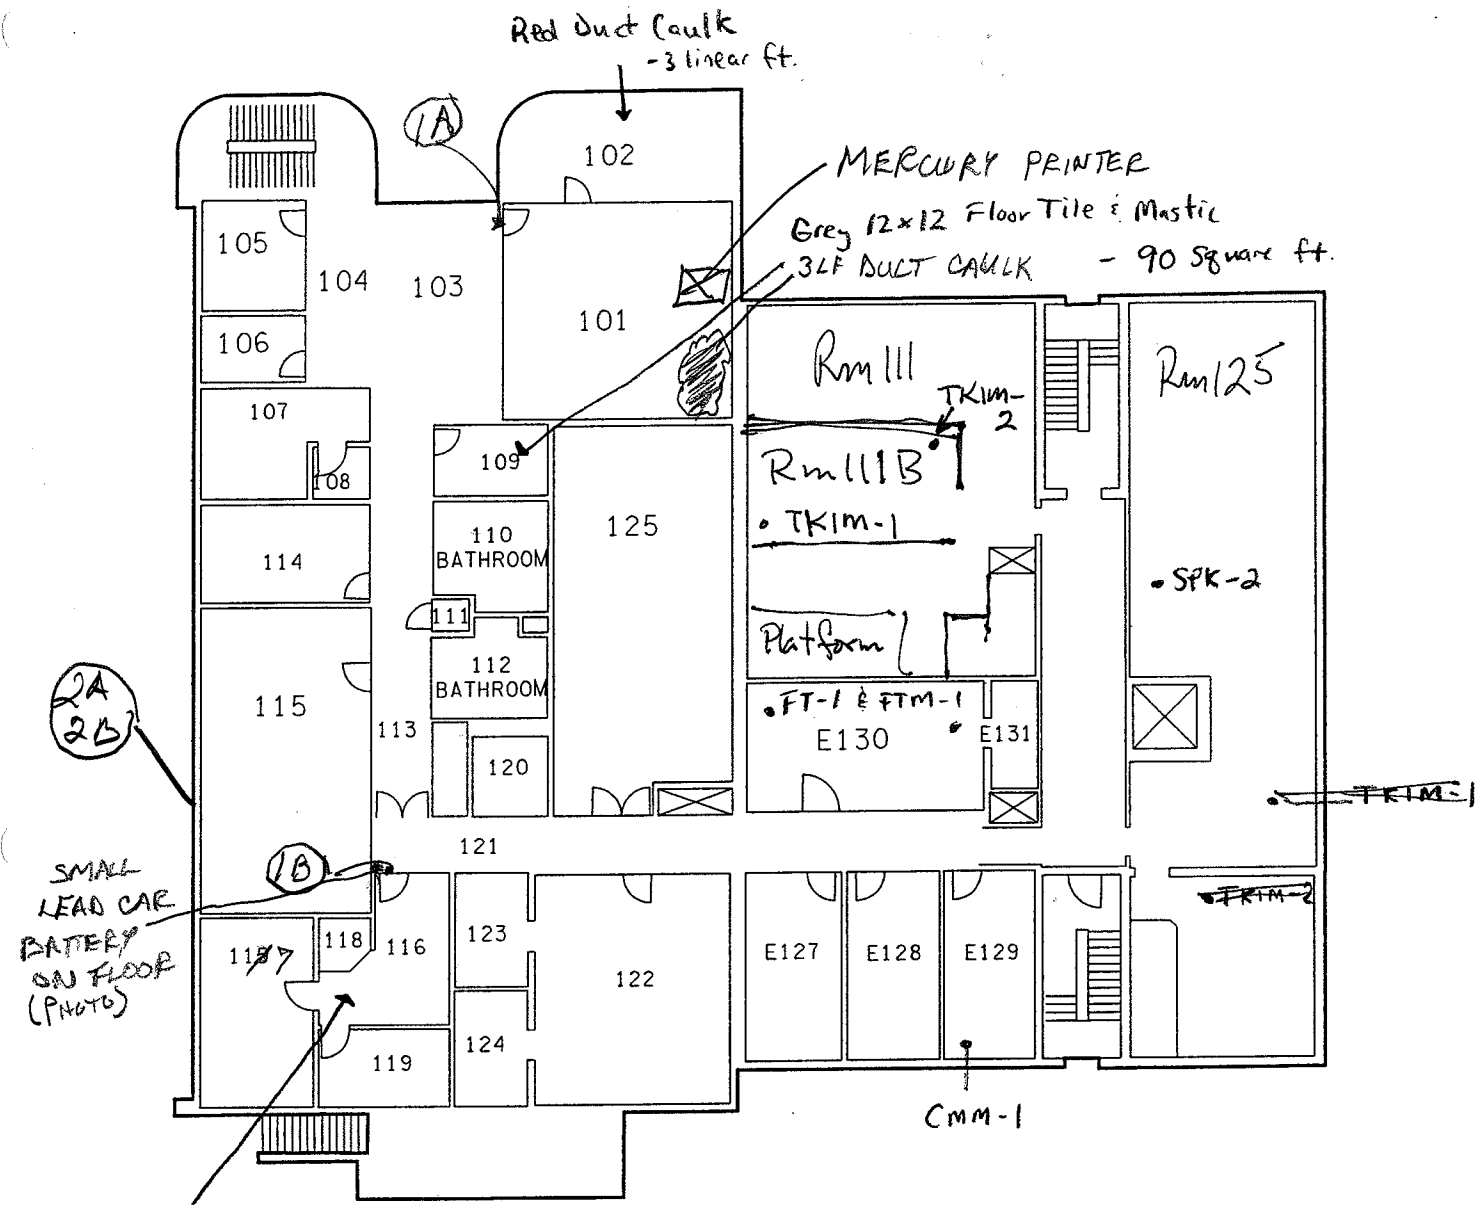 Red Duct Caulk
-3 linear ft.
1A
102
MERCURY PRINTER
Grey 12x12 Floor Tile & Mastic
3LF DUCT CAULK - 90 Square ft.
105
104
103
101
106
Rm 111
Rm 125
107
TKIM-
2
109
108
Rm 111B
TKIM-1
125
110
BATHROOM
114
SPK-2
111
Platform
112
BATHROOM
2A
2B
115
FT-1 & FTM-1
113
E130
E131
120
TKIM-1
121
1B
SMALL
LEAD CAR
BATTERY
ON FLOOR
(PHOTO)
TKIM-2
118
116
123
117
E127
E128
E129
122
124
119
CMM-1